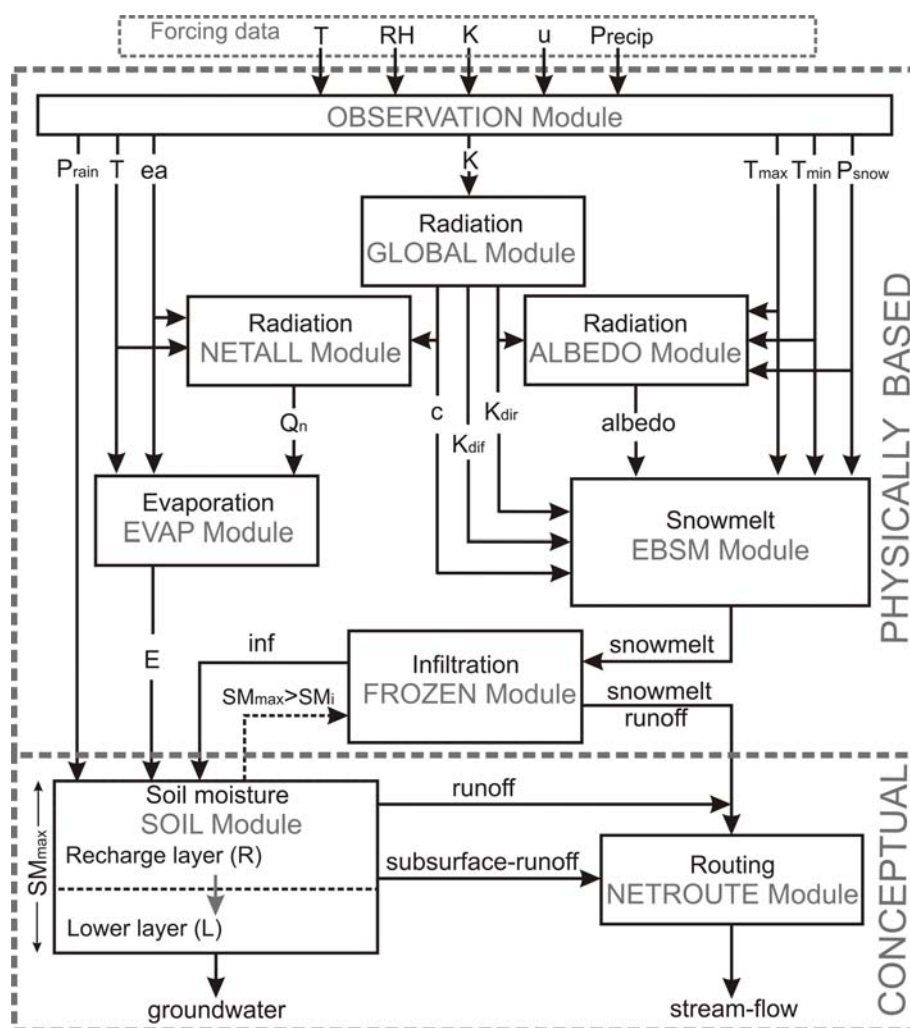 Forcing data
T RH K u Precip
OBSERVATION Module
Prain T ea K Tmax Tmin Psnow
Radiation
GLOBAL Module
Radiation
NETALL Module
Radiation
ALBEDO Module
Qn
c
Kdif
Kdir
albedo
Evaporation
EVAP Module
Snowmelt
EBSM Module
PHYSICALLY BASED
E
inf
Infiltration
FROZEN Module
snowmelt
SMmax>SMi
snowmelt
runoff
SMmax
Soil moisture
SOIL Module
Recharge layer (R)
Lower layer (L)
runoff
subsurface-runoff
Routing
NETROUTE Module
CONCEPTUAL
groundwater
stream-flow